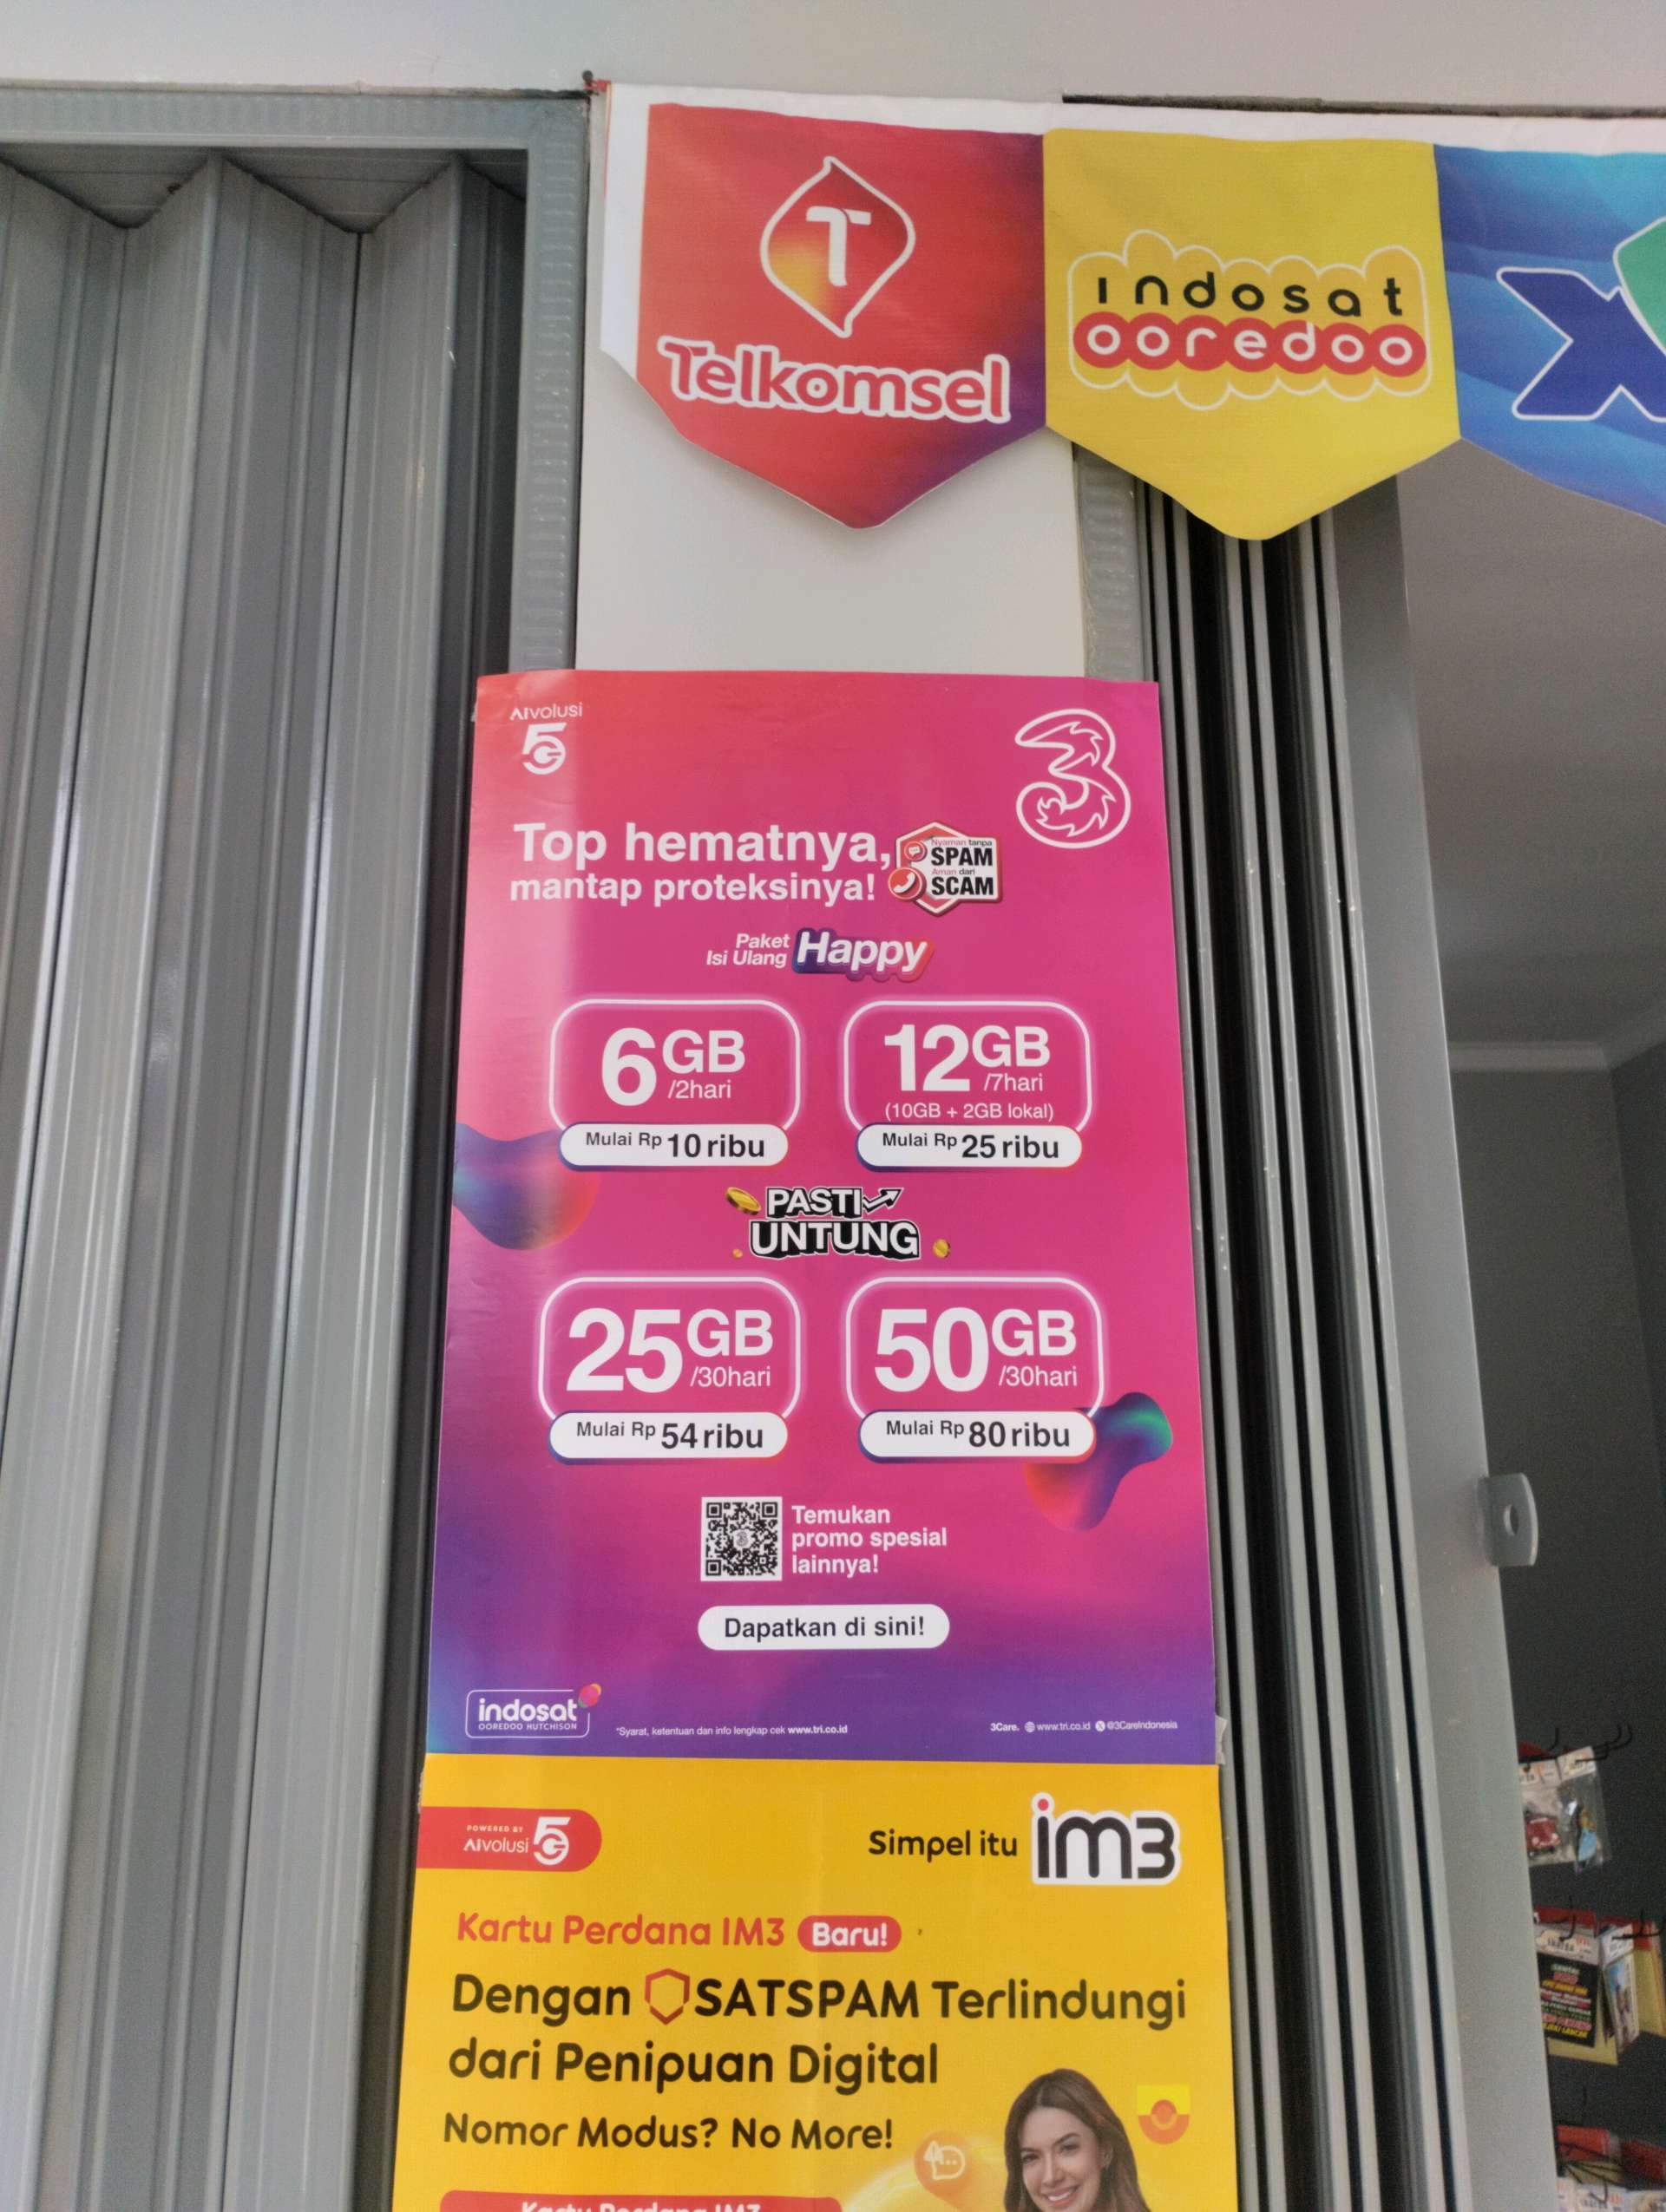 Telkomsel
indosat
ooredoo
AIvolusi
5G
3
Top hematnya,
mantap proteksinya!
Nyaman tanpa
SPAM
Aman dari
SCAM
Paket
Isi Ulang
Happy
6GB
/2hari
Mulai Rp 10 ribu
12GB
/7hari
(10GB + 2GB lokal)
Mulai Rp 25 ribu
PASTI
UNTUNG
25GB
/30hari
Mulai Rp 54 ribu
50GB
/30hari
Mulai Rp 80 ribu
Temukan
promo spesial
lainnya!
Dapatkan di sini!
indosat
OOREDOO HUTCHISON
*Syarat, ketentuan dan info lengkap cek www.tri.co.id
3Care. www.tri.co.id @3CareIndonesia
POWERED BY
AIvolusi 5G
Simpel itu im3
Kartu Perdana IM3 Baru!
Dengan SATSPAM Terlindungi
dari Penipuan Digital
Nomor Modus? No More!
Kartu Perdana IM3